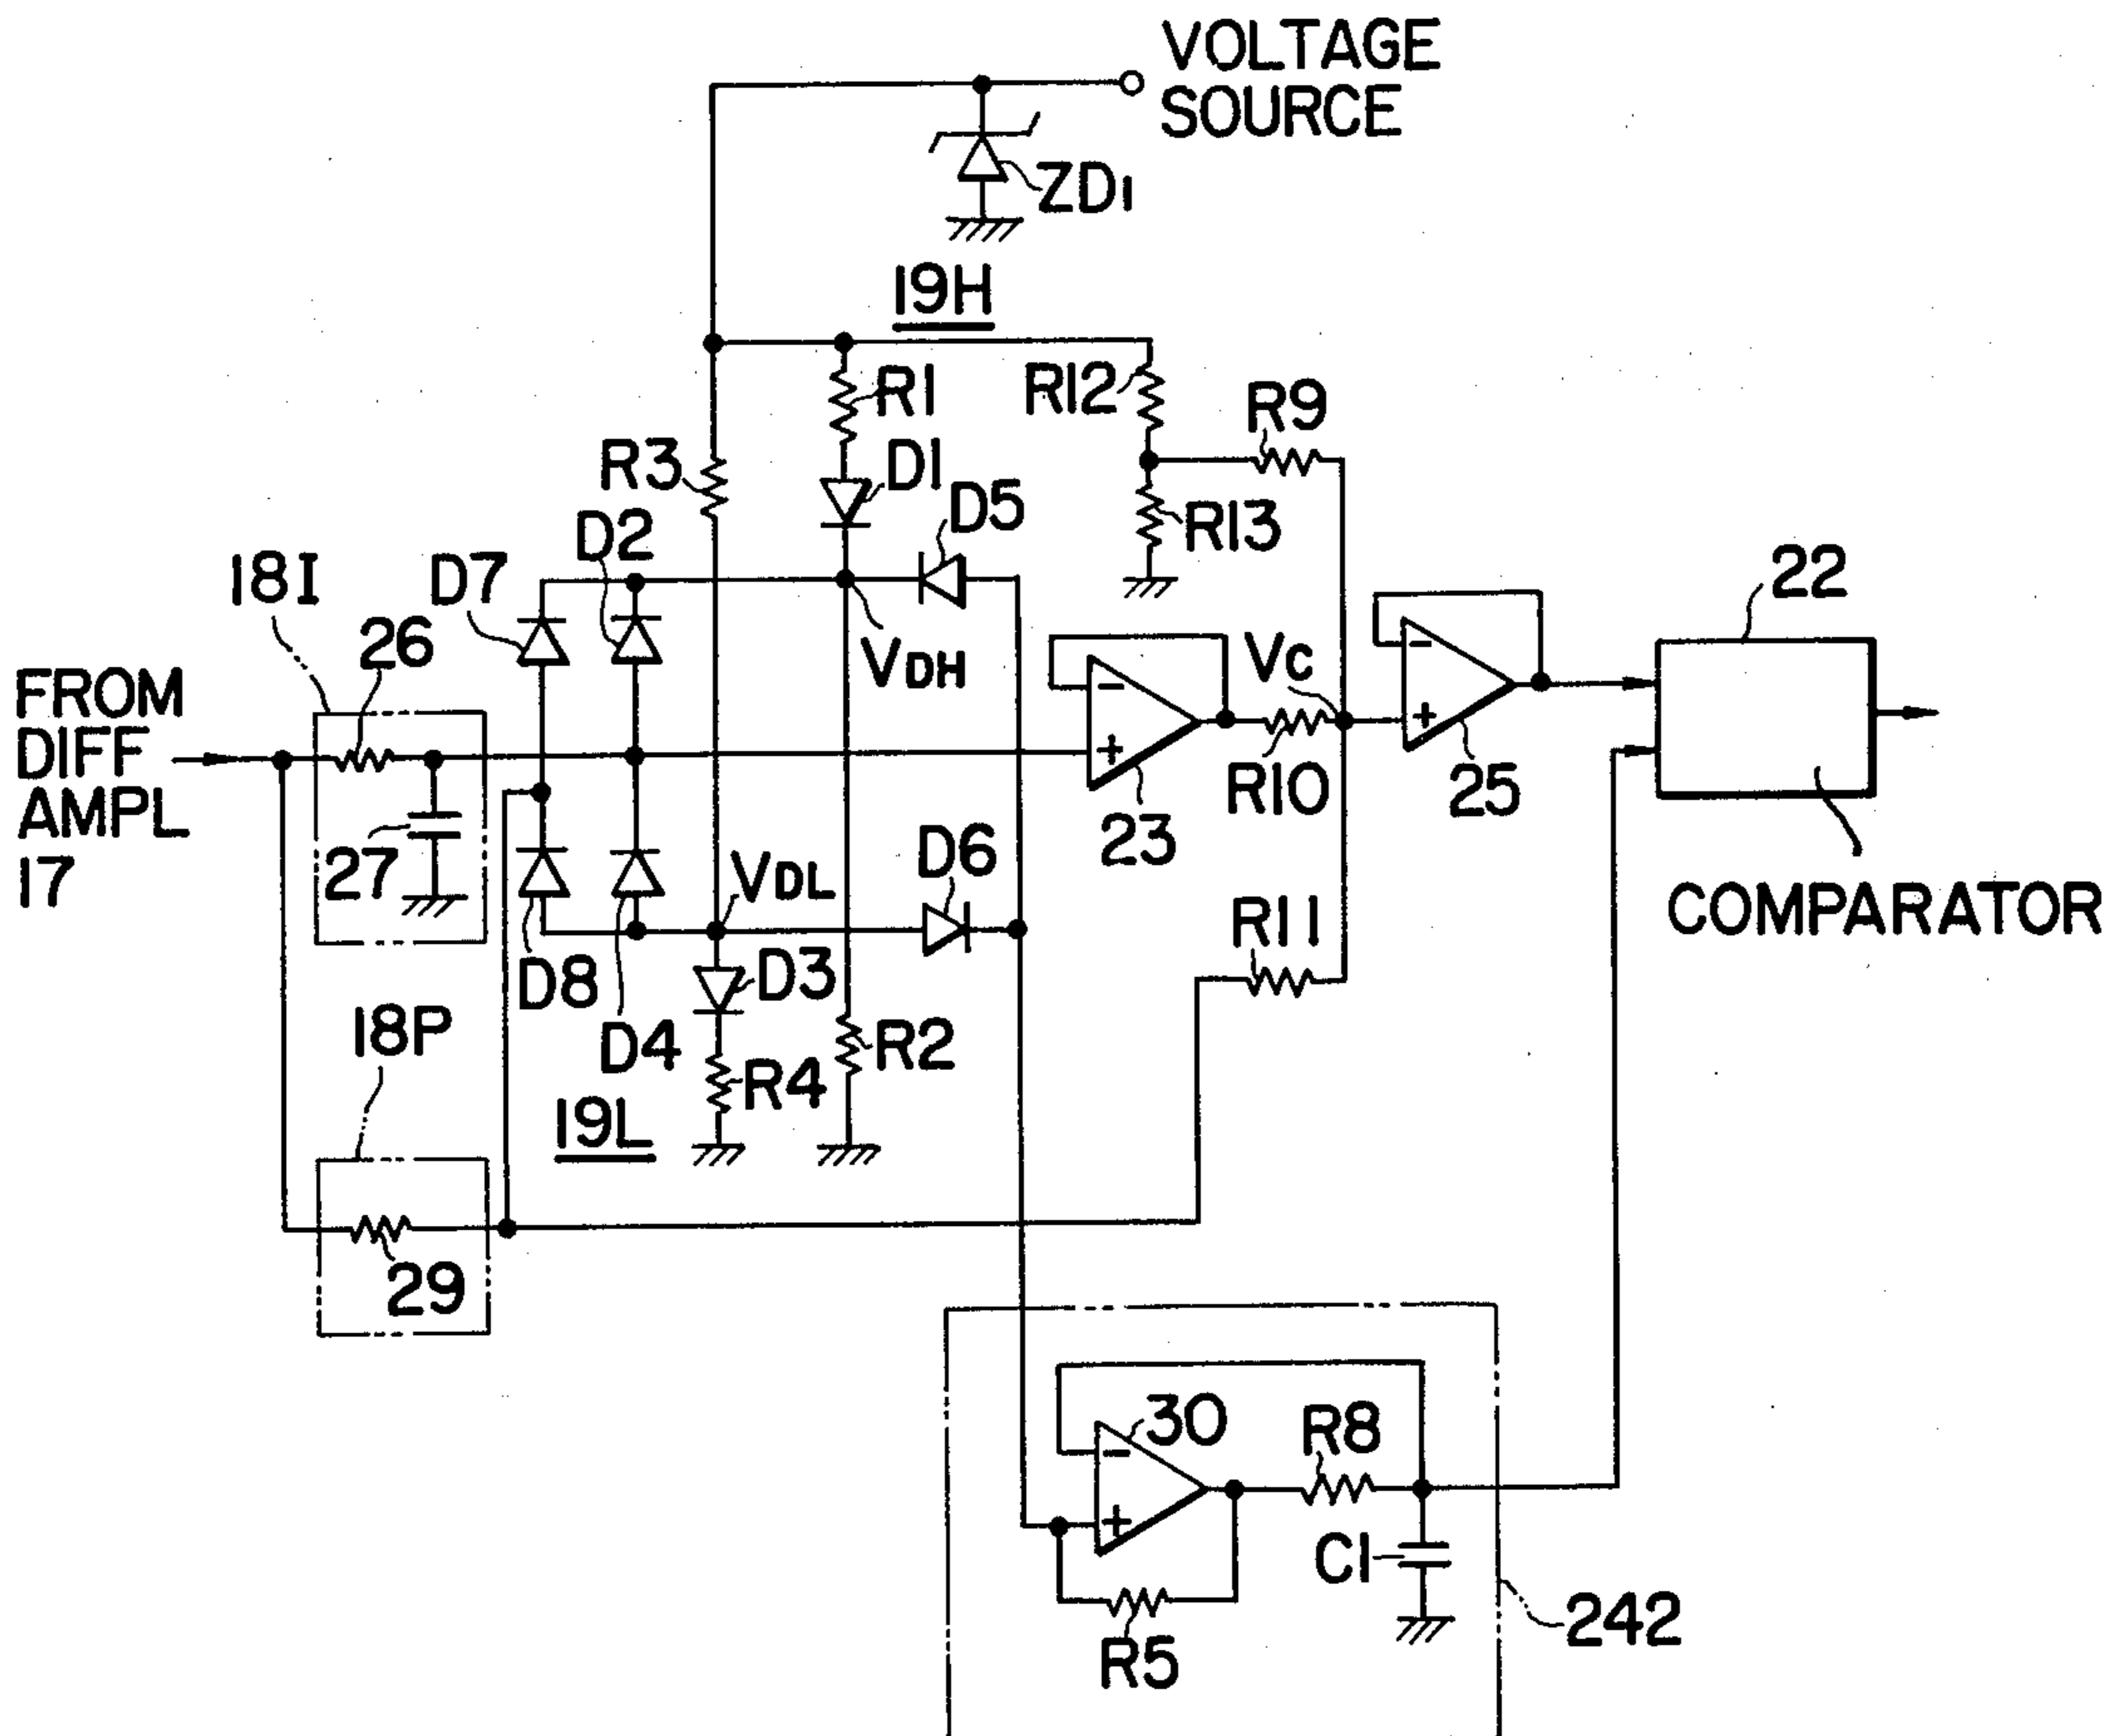 VOLTAGE
SOURCE
ZD1
19H
R1
R12
R9
R3
D1
D5
R13
D2
18I
D7
26
22
VDH
VC
FROM
DIFF
AMPL
17
-
+
23
R10
-
+
25
27
D6
VDL
R11
COMPARATOR
D8
D3
18P
D4
R4
R2
19L
29
30
R8
-
+
C1
242
R5